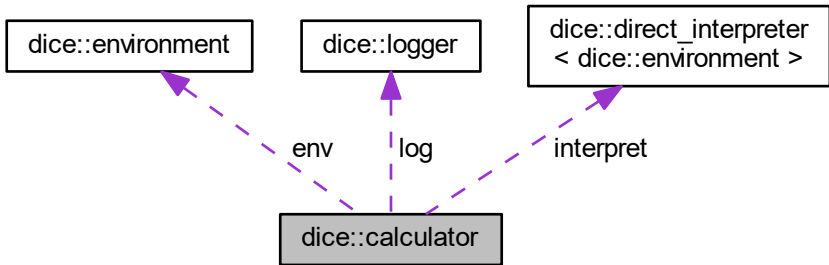 dice::environment
dice::logger
dice::direct_interpreter
< dice::environment >
env
log
interpret
dice::calculator